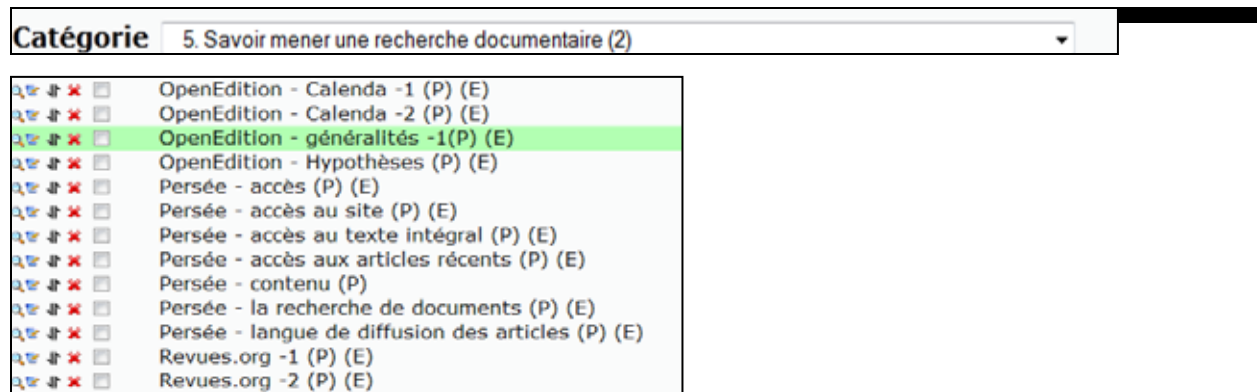 Catégorie 5. Savoir mener une recherche documentaire (2)
OpenEdition - Calenda -1 (P) (E)
OpenEdition - Calenda -2 (P) (E)
OpenEdition - généralités -1(P) (E)
OpenEdition - Hypothèses (P) (E)
Persée - accès (P) (E)
Persée - accès au site (P) (E)
Persée - accès au texte intégral (P) (E)
Persée - accès aux articles récents (P) (E)
Persée - contenu (P)
Persée - la recherche de documents (P) (E)
Persée - langue de diffusion des articles (P) (E)
Revues.org -1 (P) (E)
Revues.org -2 (P) (E)